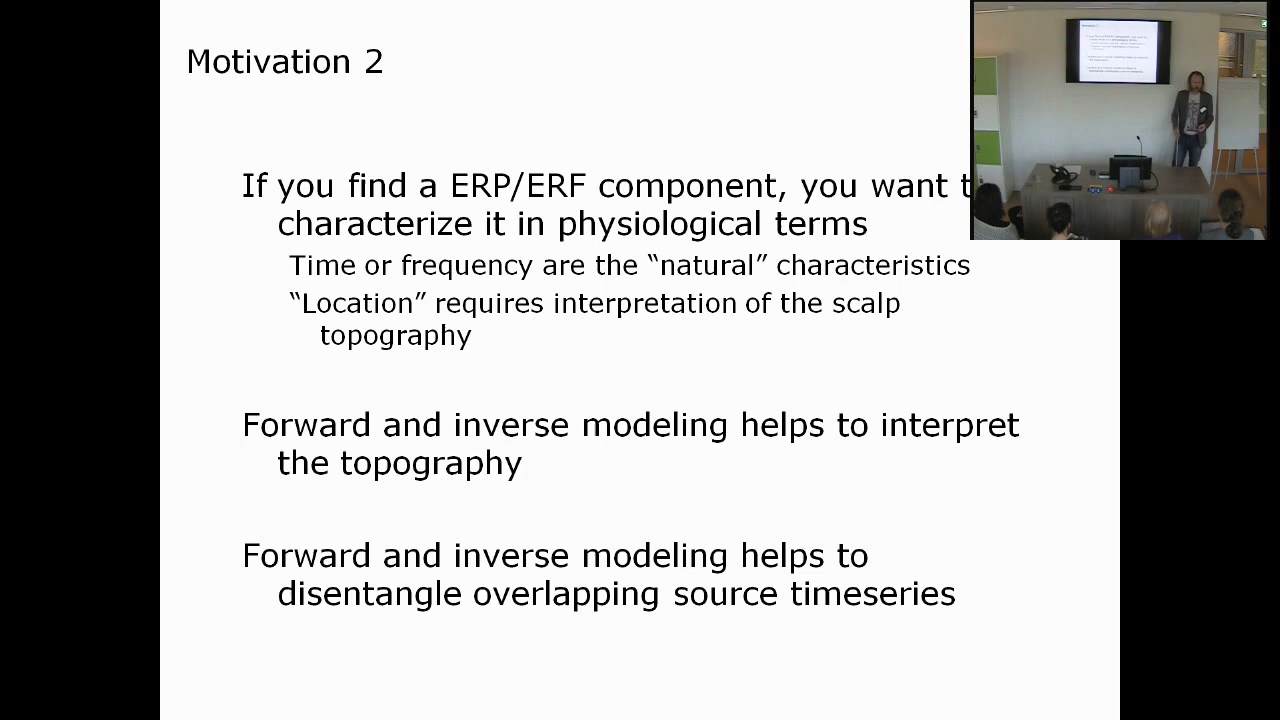 Motivation 2
If you find a ERP/ERF component, you want t
characterize it in physiological terms
Time or frequency are the “natural” characteristics
“Location” requires interpretation of the scalp
topography
Forward and inverse modeling helps to interpret
the topography
Forward and inverse modeling helps to
disentangle overlapping source timeseries